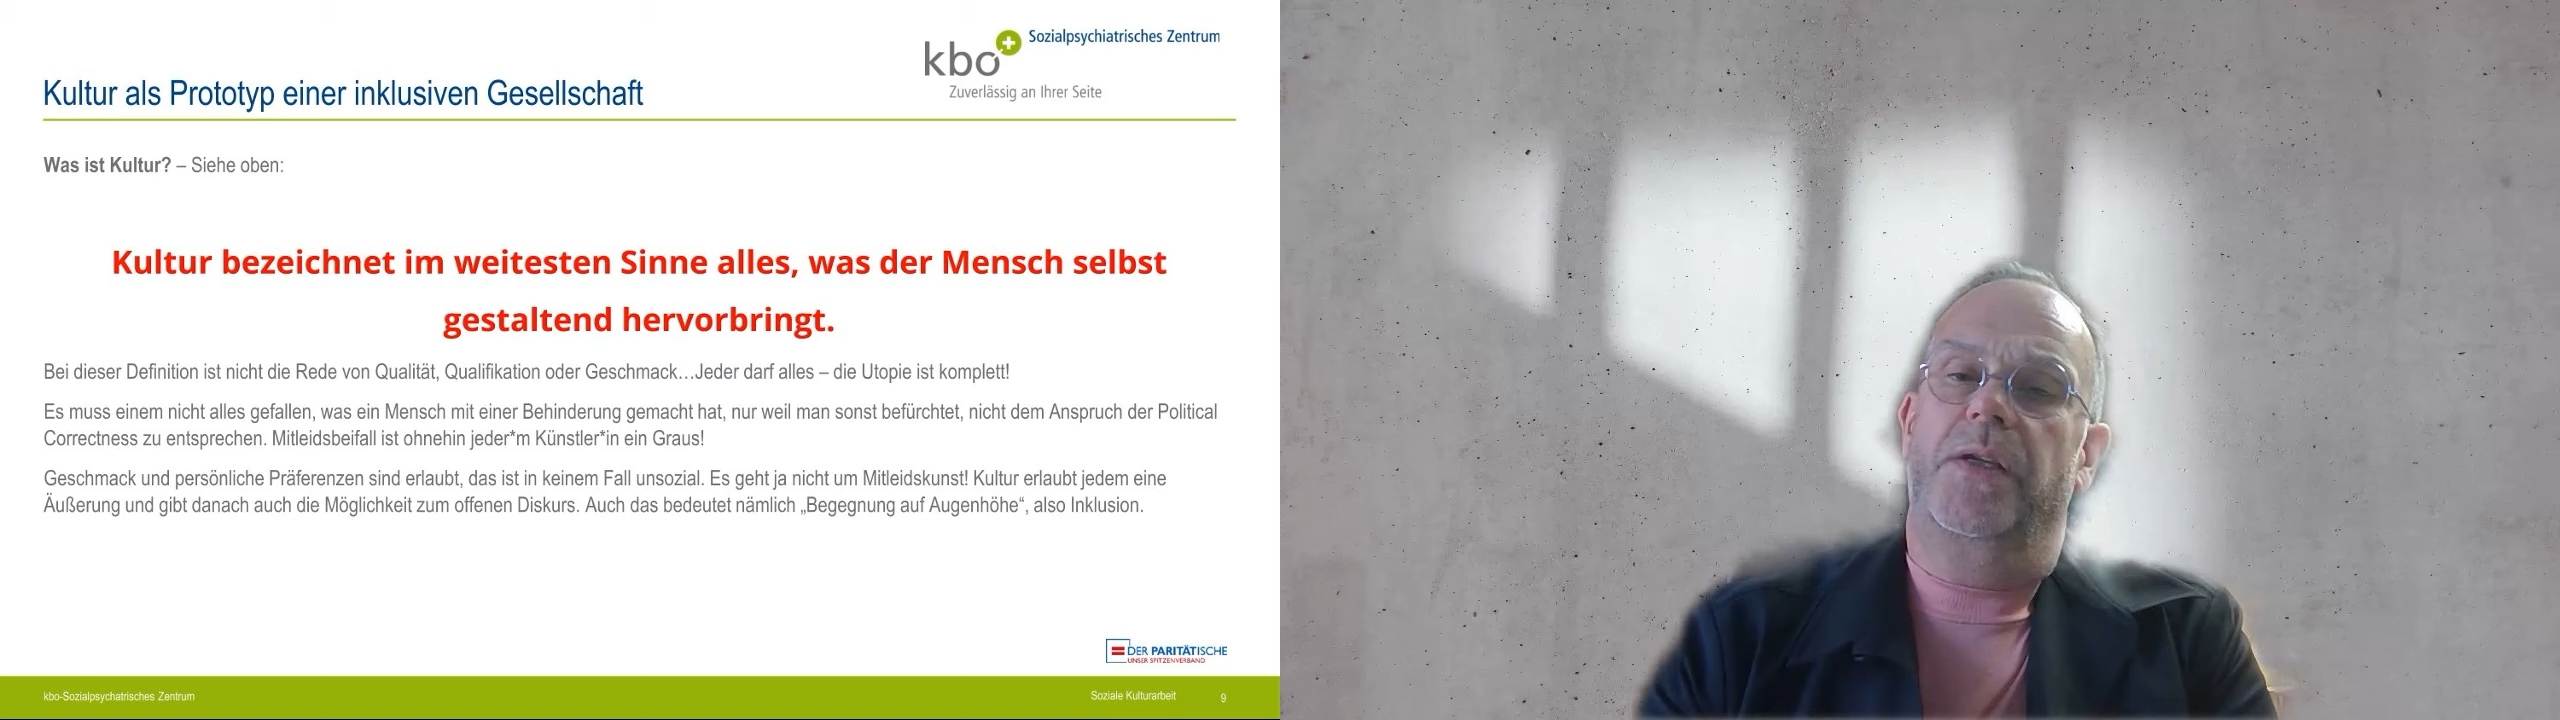 kbo Sozialpsychiatrisches Zentrum
Zuverlässig an Ihrer Seite
Kultur als Prototyp einer inklusiven Gesellschaft
Was ist Kultur? – Siehe oben:
Kultur bezeichnet im weitesten Sinne alles, was der Mensch selbst
gestaltend hervorbringt.
Bei dieser Definition ist nicht die Rede von Qualität, Qualifikation oder Geschmack…Jeder darf alles – die Utopie ist komplett!
Es muss einem nicht alles gefallen, was ein Mensch mit einer Behinderung gemacht hat, nur weil man sonst befürchtet, nicht dem Anspruch der Political
Correctness zu entsprechen. Mitleidsbeifall ist ohnehin jeder*m Künstler*in ein Graus!
Geschmack und persönliche Präferenzen sind erlaubt, das ist in keinem Fall unsozial. Es geht ja nicht um Mitleidskunst! Kultur erlaubt jedem eine
Äußerung und gibt danach auch die Möglichkeit zum offenen Diskurs. Auch das bedeutet nämlich „Begegnung auf Augenhöhe“, also Inklusion.
DER PARITÄTISCHE
UNSER SPITZENVERBAND
kbo-Sozialpsychatrisches Zentrum
Soziale Kulturarbeit
9